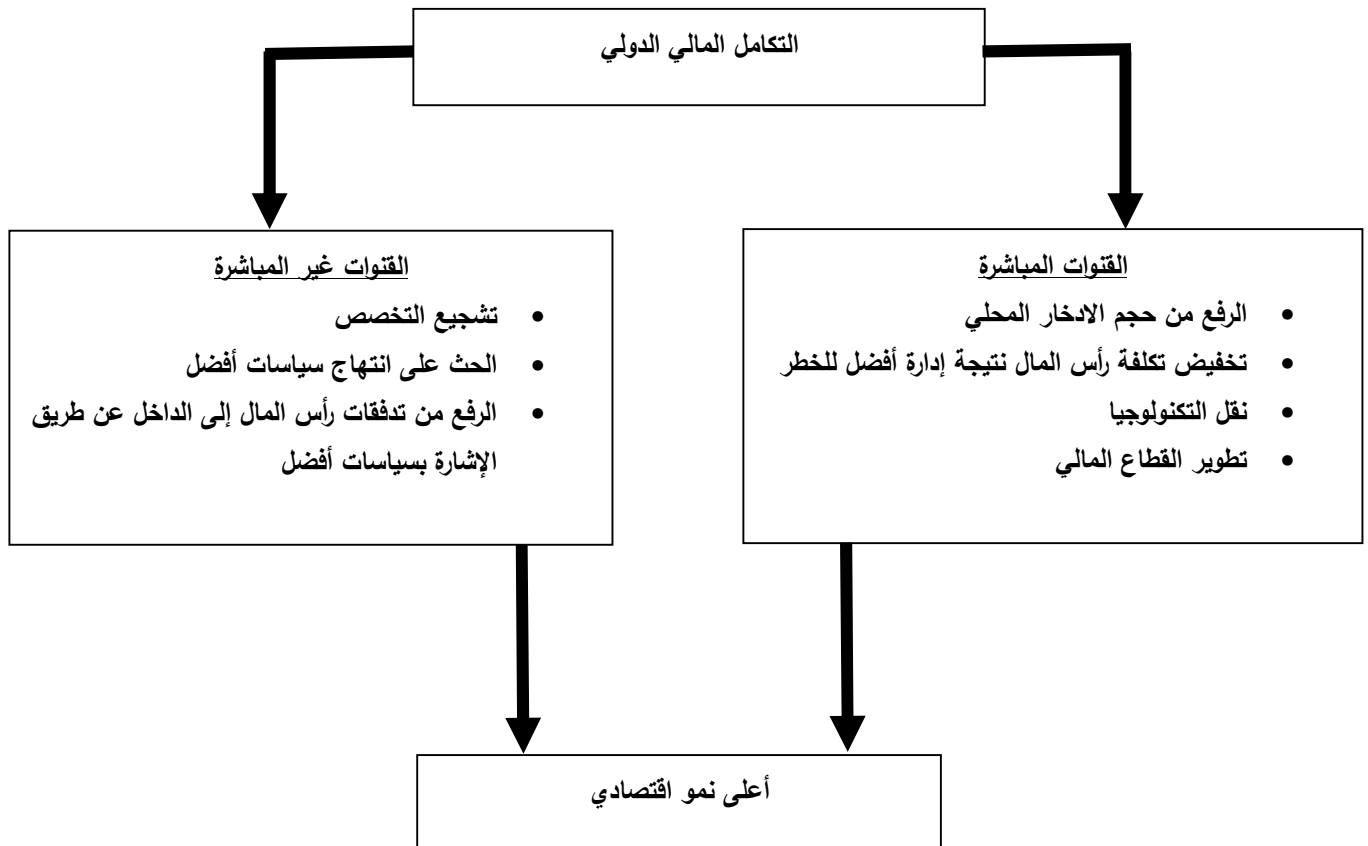 التكامل المالي الدولي
القنوات المباشرة
• الرفع من حجم الادخار المحلي
• تخفيض تكلفة رأس المال نتيجة إدارة أفضل للخطر
• نقل التكنولوجيا
• تطوير القطاع المالي
القنوات غير المباشرة
• تشجيع التخصص
• الحث على انتهاج سياسات أفضل
• الرفع من تدفقات رأس المال إلى الداخل عن طريق
الإشارة بسياسات أفضل
أعلى نمو اقتصادي